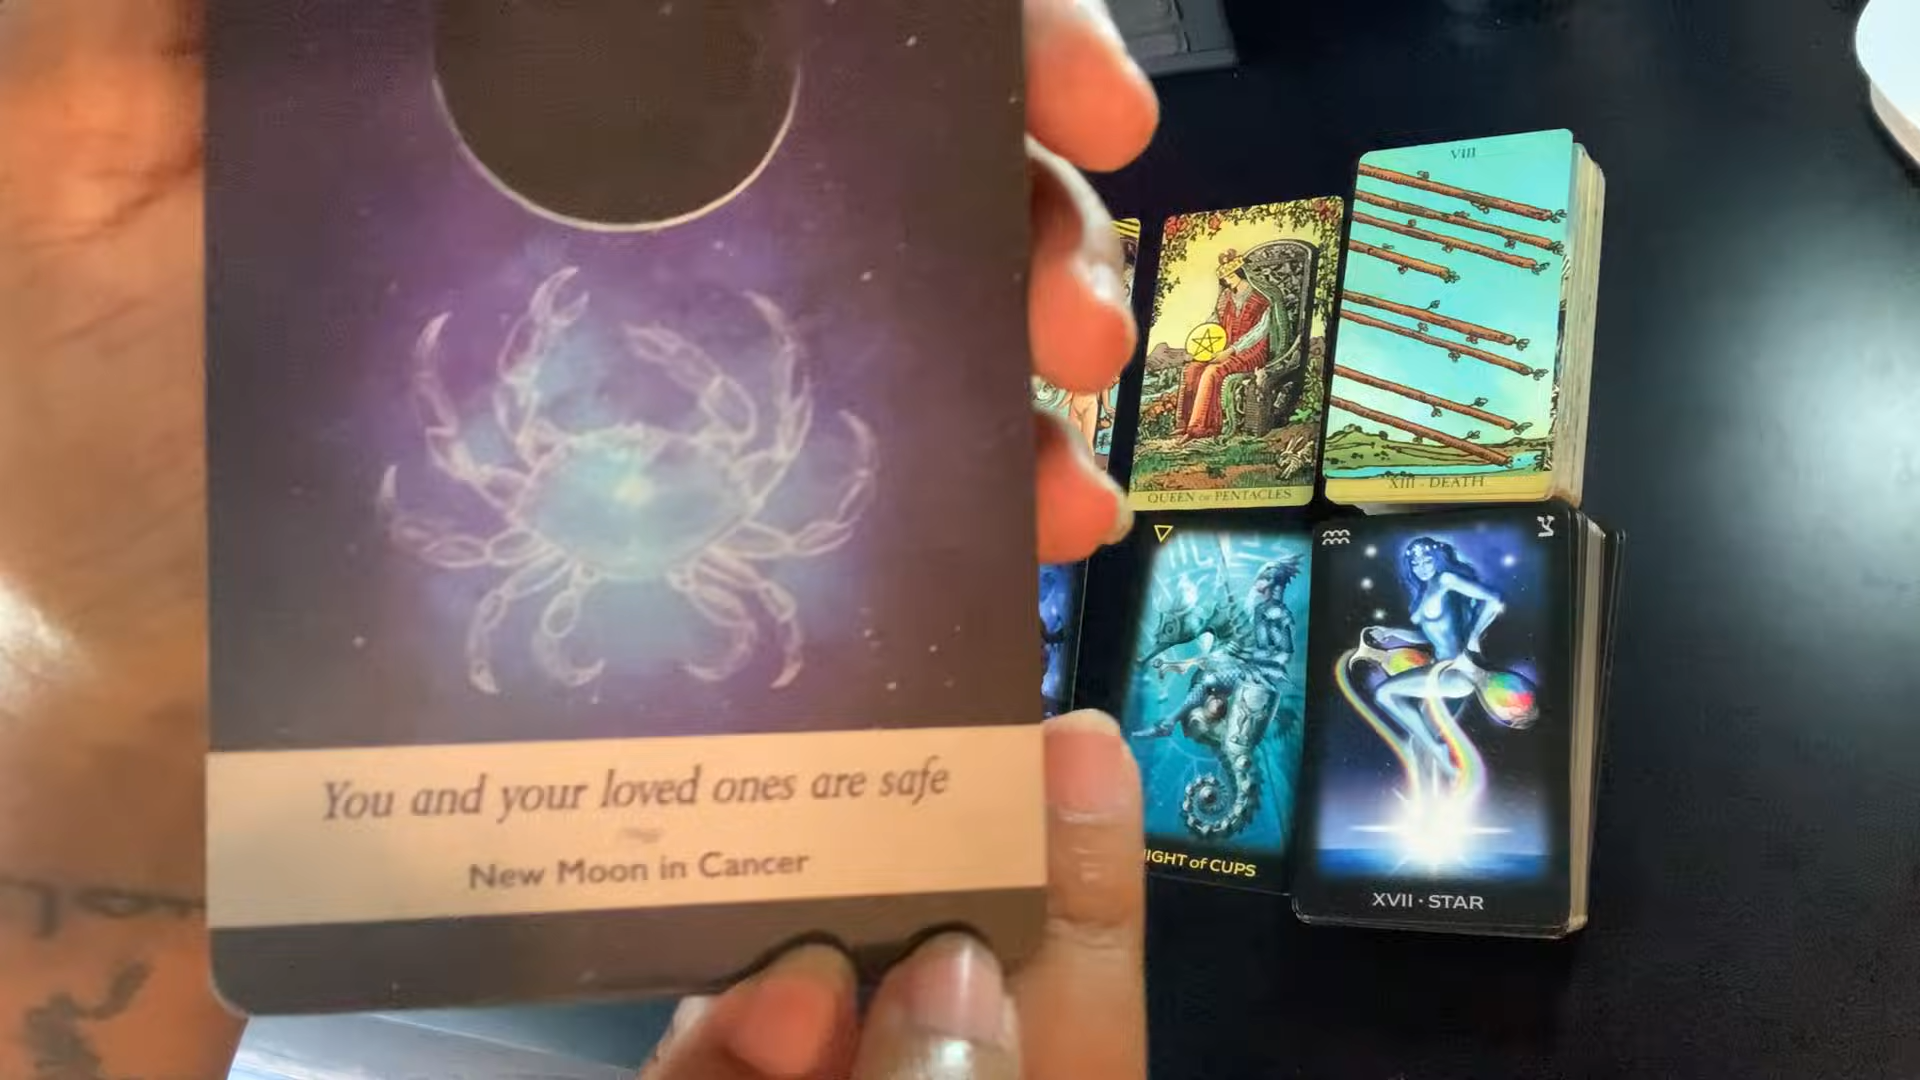 You and your loved ones are safe
New Moon in Cancer
VIII
QUEEN OF PENTACLES
XIII - DEATH
צ
IGHT of CUPS
XVII • STAR